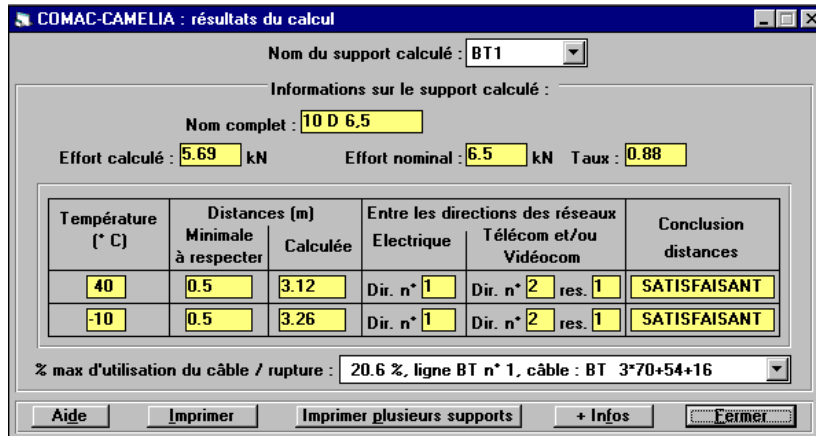 COMAC-CAMELIA : résultats du calcul
Nom du support calculé : BT1
Informations sur le support calculé :
Nom complet : 10 D 6,5
Effort calculé : 5.69 kN Effort nominal : 6.5 kN Taux : 0.88
Température (° C) Distances (m) Entre les directions des réseaux Conclusion distances
Minimale à respecter Calculée Electrique Télécom et/ou Vidéocom
40 0.5 3.12 Dir. n° 1 Dir. n° 2 res. 1 SATISFAISANT
-10 0.5 3.26 Dir. n° 1 Dir. n° 2 res. 1 SATISFAISANT
% max d'utilisation du câble / rupture : 20.6 %, ligne BT n° 1, câble : BT 3*70+54+16
Aide Imprimer Imprimer plusieurs supports + Infos Fermer